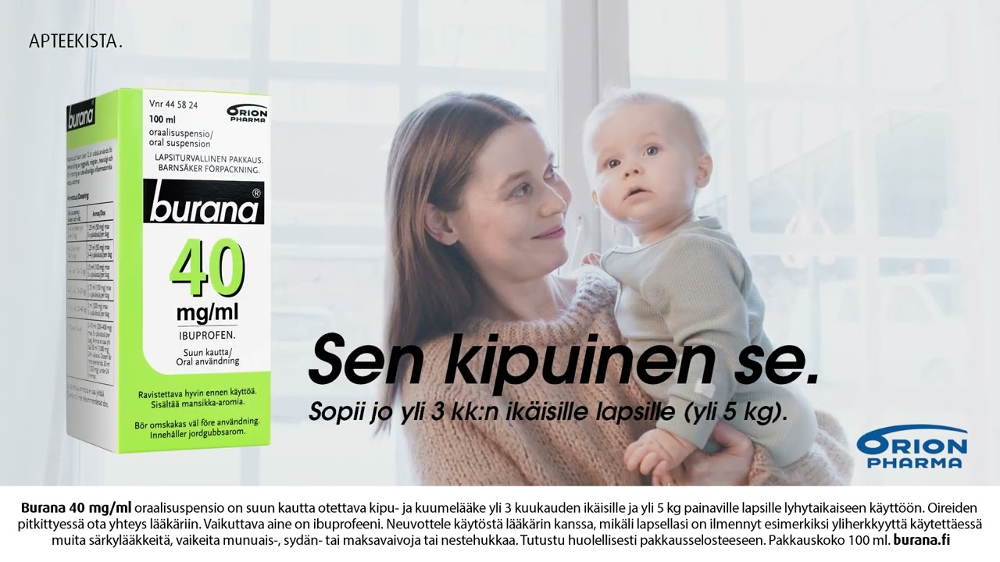 APTEEKISTA.
burana®
Vnr 44 58 24
ORION
PHARMA
100 ml
oraalisuspensio/
oral suspension
LAPSITURVALLINEN PAKKAUS.
BARNSÄKER FÖRPACKNING.
burana®
40
mg/ml
IBUPROFEN.
Suun kautta/
Oral användning
Ravistettava hyvin ennen käyttöä.
Sisältää mansikka-aromia.
Bör omskakas väl före användning.
Innehåller jordgubbsarom.
Sen kipuinen se.
Sopii jo yli 3 kk:n ikäisille lapsille (yli 5 kg).
ORION
PHARMA
Burana 40 mg/ml oraalisuspensio on suun kautta otettava kipu- ja kuumelääke yli 3 kuukauden ikäisille ja yli 5 kg painaville lapsille lyhytaikaiseen käyttöön. Oireiden
pitkittyessä ota yhteys lääkäriin. Vaikuttava aine on ibuprofeeni. Neuvottele käytöstä lääkärin kanssa, mikäli lapsellasi on ilmennyt esimerkiksi yliherkkyyttä käytettäessä
muita särkylääkkeitä, vaikeita munuais-, sydän- tai maksavaivoja tai nestehukkaa. Tutustu huolellisesti pakkausselosteeseen. Pakkauskoko 100 ml. burana.fi